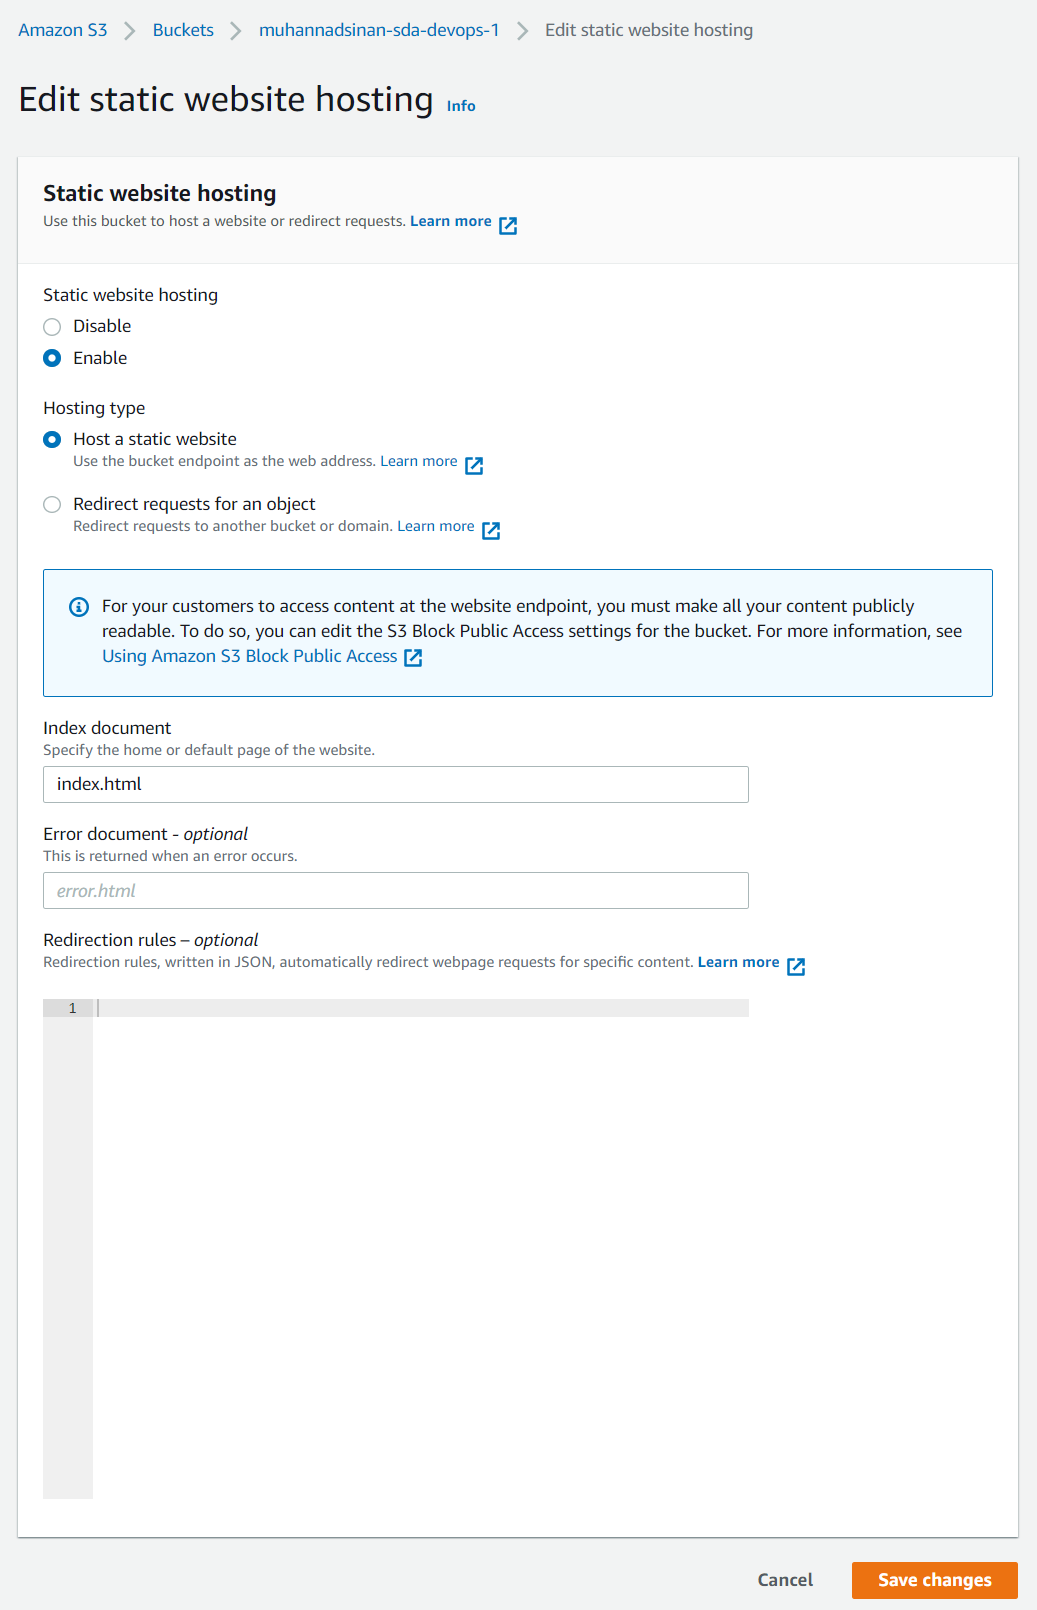 Amazon S3 > Buckets > muhannadsinan-sda-devops-1 > Edit static website hosting
Edit static website hosting Info
Static website hosting
Use this bucket to host a website or redirect requests. Learn more
Static website hosting
Disable
Enable
Hosting type
Host a static website
Use the bucket endpoint as the web address. Learn more
Redirect requests for an object
Redirect requests to another bucket or domain. Learn more
For your customers to access content at the website endpoint, you must make all your content publicly
readable. To do so, you can edit the S3 Block Public Access settings for the bucket. For more information, see
Using Amazon S3 Block Public Access
Index document
Specify the home or default page of the website.
index.html
Error document - optional
This is returned when an error occurs.
error.html
Redirection rules – optional
Redirection rules, written in JSON, automatically redirect webpage requests for specific content. Learn more
1
Cancel Save changes